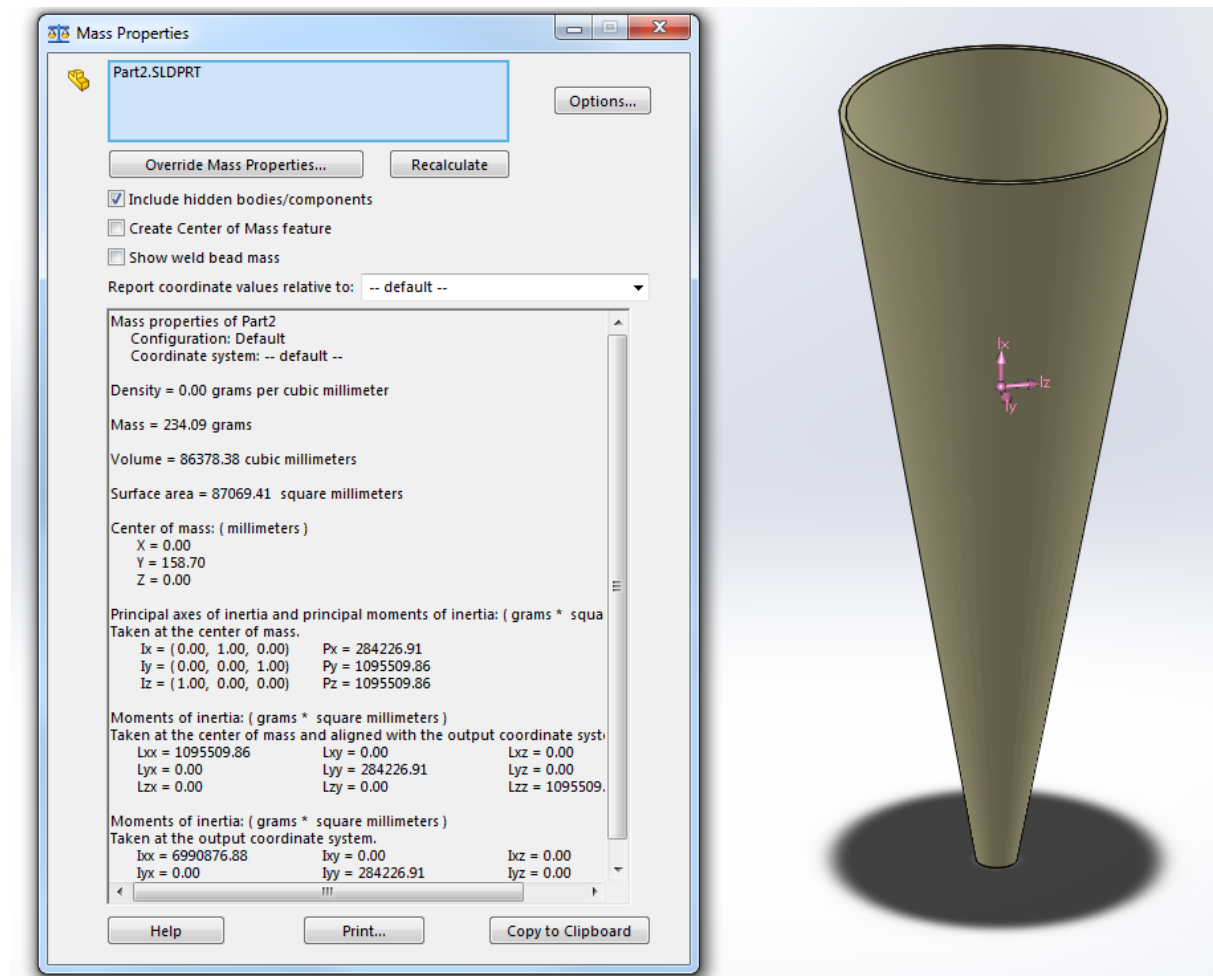 Mass Properties
Part2.SLDPRT
Options...
Override Mass Properties...
Recalculate
Include hidden bodies/components
Create Center of Mass feature
Show weld bead mass
Report coordinate values relative to: -- default --
Mass properties of Part2
Configuration: Default
Coordinate system: -- default --
Density = 0.00 grams per cubic millimeter
Mass = 234.09 grams
Volume = 86378.38 cubic millimeters
Surface area = 87069.41 square millimeters
Center of mass: ( millimeters )
X = 0.00
Y = 158.70
Z = 0.00
Principal axes of inertia and principal moments of inertia: ( grams * squa
Taken at the center of mass.
Ix = (0.00, 1.00, 0.00) Px = 284226.91
Iy = (0.00, 0.00, 1.00) Py = 1095509.86
Iz = (1.00, 0.00, 0.00) Pz = 1095509.86
Moments of inertia: ( grams * square millimeters )
Taken at the center of mass and aligned with the output coordinate syst
Lxx = 1095509.86 Lxy = 0.00 Lxz = 0.00
Lyx = 0.00 Lyy = 284226.91 Lyz = 0.00
Lzx = 0.00 Lzy = 0.00 Lzz = 1095509.
Moments of inertia: ( grams * square millimeters )
Taken at the output coordinate system.
Ixx = 6990876.88 Ixy = 0.00 Ixz = 0.00
Iyx = 0.00 Iyy = 284226.91 Iyz = 0.00
Help
Print...
Copy to Clipboard
Ix
Iz
Iy